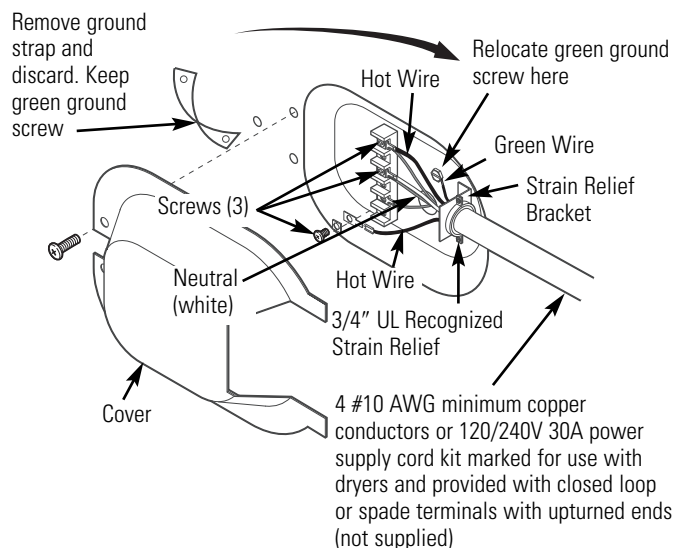 Remove ground
strap and
discard. Keep
green ground
screw
Relocate green ground
screw here
Hot Wire
Green Wire
Strain Relief
Bracket
Screws (3)
Neutral
(white)
Hot Wire
3/4" UL Recognized
Strain Relief
Cover
4 #10 AWG minimum copper
conductors or 120/240V 30A power
supply cord kit marked for use with
dryers and provided with closed loop
or spade terminals with upturned ends
(not supplied)